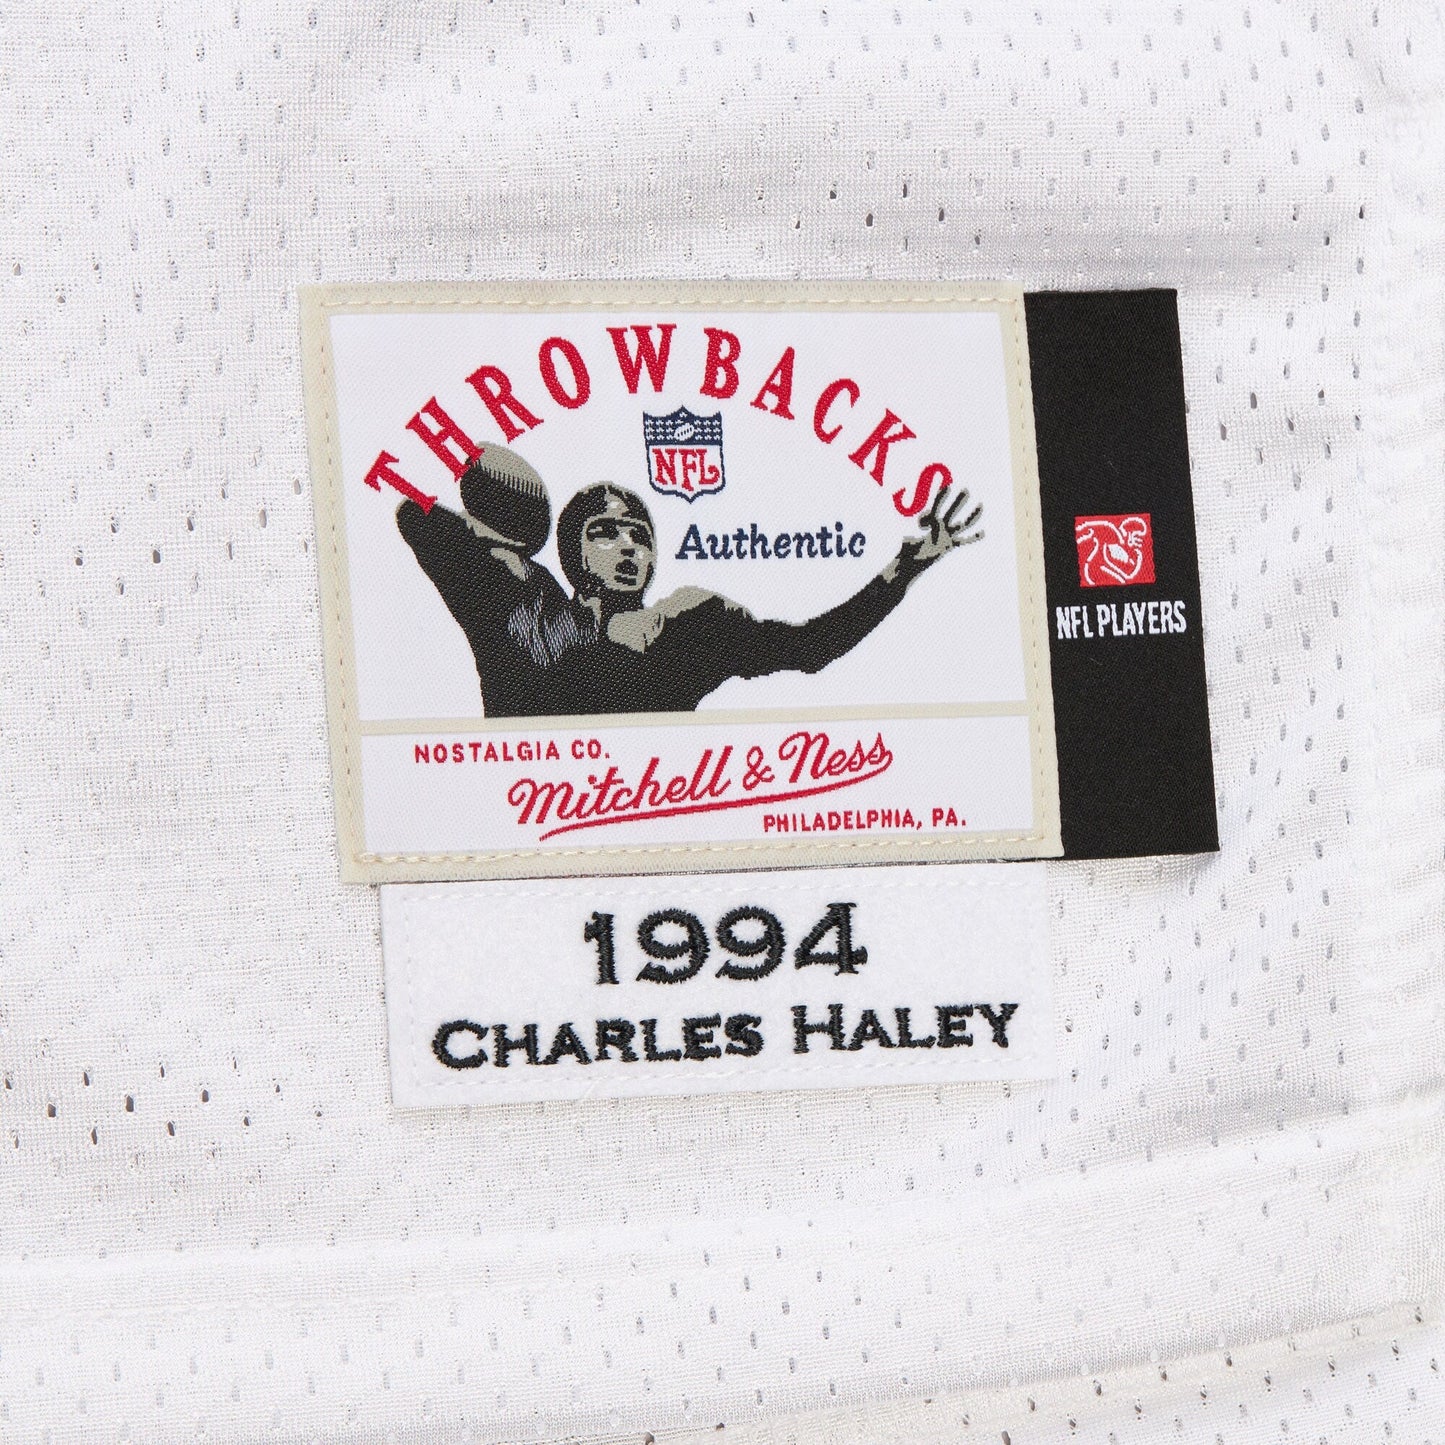 THROWBACKS
NFL
Authentic
NFL PLAYERS
NOSTALGIA CO.
Mitchell & Ness
PHILADELPHIA, PA.
1994
CHARLES HALEY